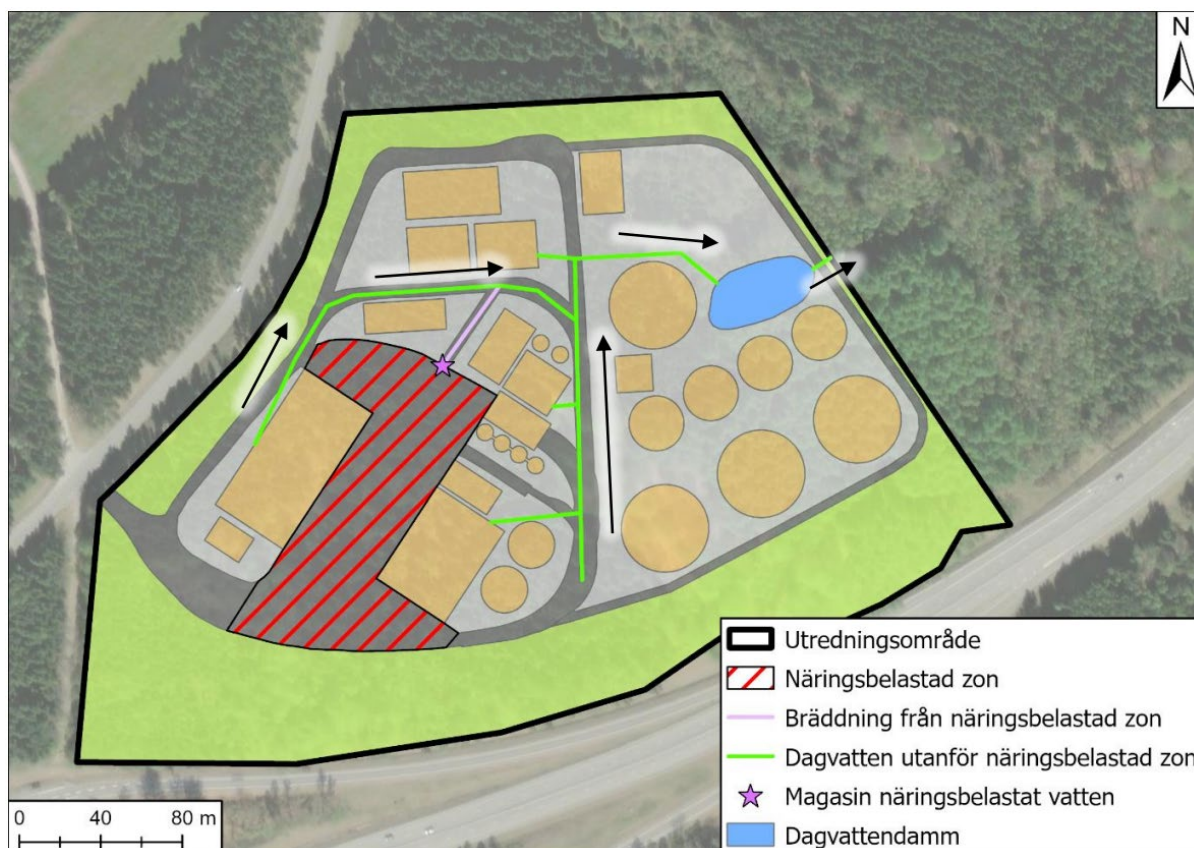 N
Utredningsområde
Näringsbelastad zon
Bräddning från näringsbelastad zon
Dagvatten utanför näringsbelastad zon
Magasin näringsbelastat vatten
Dagvattendamm
0 40 80 m